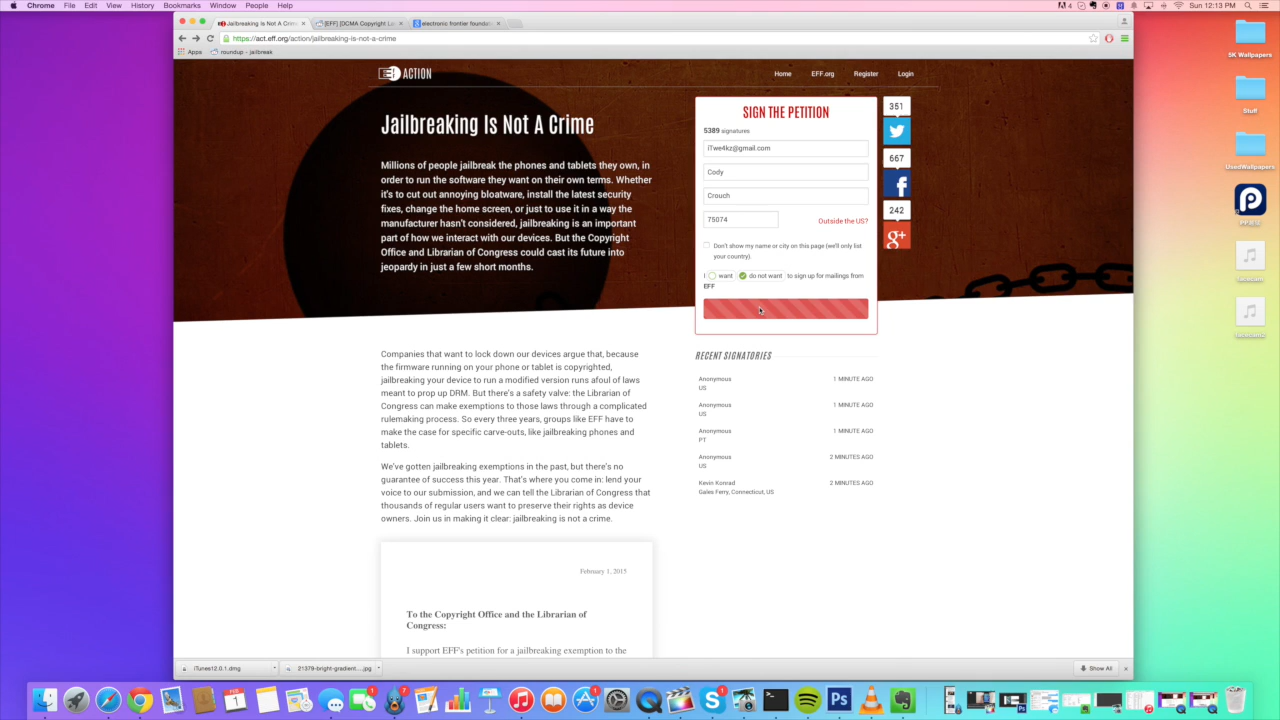 Chrome File Edit View History Bookmarks Window People Help
4 Sun 12:13 PM
Jailbreaking Is Not A Crime
[EFF] [DCMA Copyright La
electronic frontier foundat
https://act.eff.org/action/jailbreaking-is-not-a-crime
Apps roundup - jailbreak
ACTION
Home EFF.org Register Login
Jailbreaking Is Not A Crime
Millions of people jailbreak the phones and tablets they own, in
order to run the software they want on their own terms. Whether
it's to cut out annoying bloatware, install the latest security
fixes, change the home screen, or just to use it in a way the
manufacturer hasn't considered, jailbreaking is an important
part of how we interact with our devices. But the Copyright
Office and Librarian of Congress could cast its future into
jeopardy in just a few short months.
SIGN THE PETITION
5389 signatures
iTwe4kz@gmail.com
Cody
Crouch
75074 Outside the US?
Don't show my name or city on this page (we'll only list
your country).
I want do not want to sign up for mailings from
EFF
351
667
242
g+
Companies that want to lock down our devices argue that, because
the firmware running on your phone or tablet is copyrighted,
jailbreaking your device to run a modified version runs afoul of laws
meant to prop up DRM. But there's a safety valve: the Librarian of
Congress can make exemptions to those laws through a complicated
rulemaking process. So every three years, groups like EFF have to
make the case for specific carve-outs, like jailbreaking phones and
tablets.
We've gotten jailbreaking exemptions in the past, but there's no
guarantee of success this year. That's where you come in: lend your
voice to our submission, and we can tell the Librarian of Congress that
thousands of regular users want to preserve their rights as device
owners. Join us in making it clear: jailbreaking is not a crime.
February 1, 2015
To the Copyright Office and the Librarian of
Congress:
I support EFF's petition for a jailbreaking exemption to the
RECENT SIGNATORIES
Anonymous 1 MINUTE AGO
US
Anonymous 1 MINUTE AGO
US
Anonymous 1 MINUTE AGO
PT
Anonymous 2 MINUTES AGO
US
Kevin Konrad 2 MINUTES AGO
Gales Ferry, Connecticut, US
iTunes12.0.1.dmg
21379-bright-gradient....jpg
Show All
5K Wallpapers
Stuff
UsedWallpapers